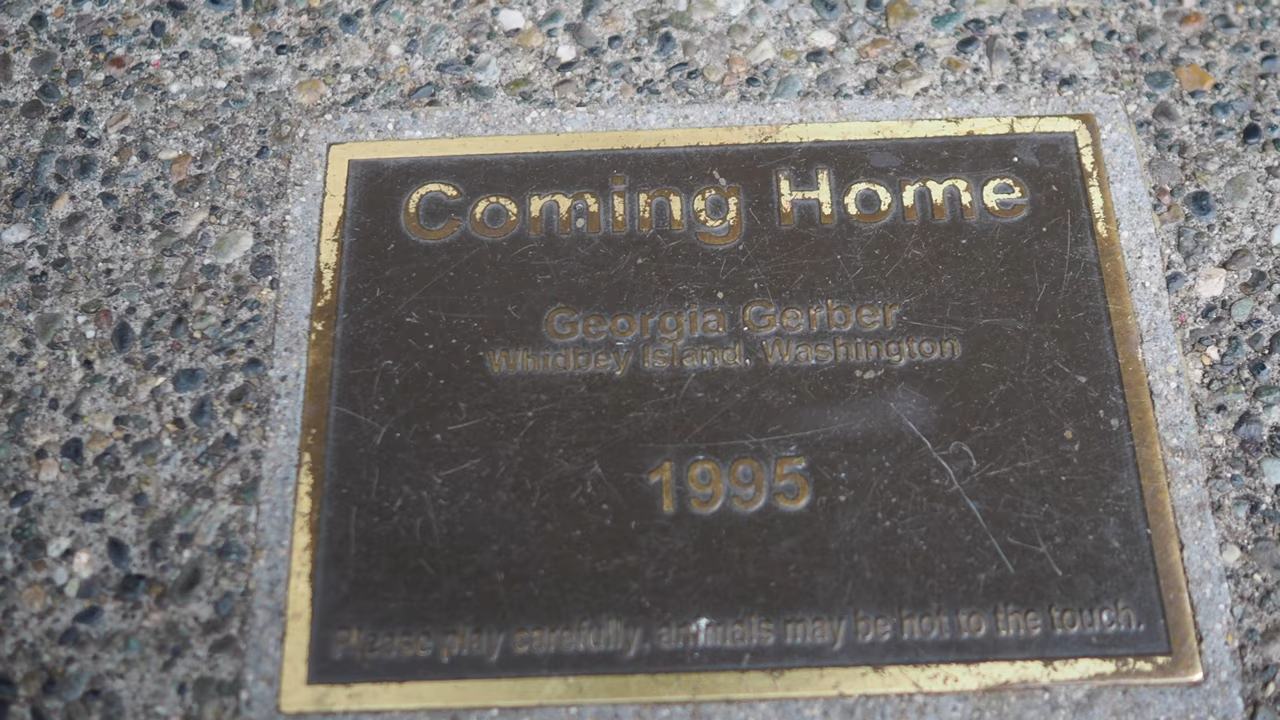 Coming Home
Georgia Gerber
Whidbey Island, Washington
1995
Please play carefully, animals may be hot to the touch.